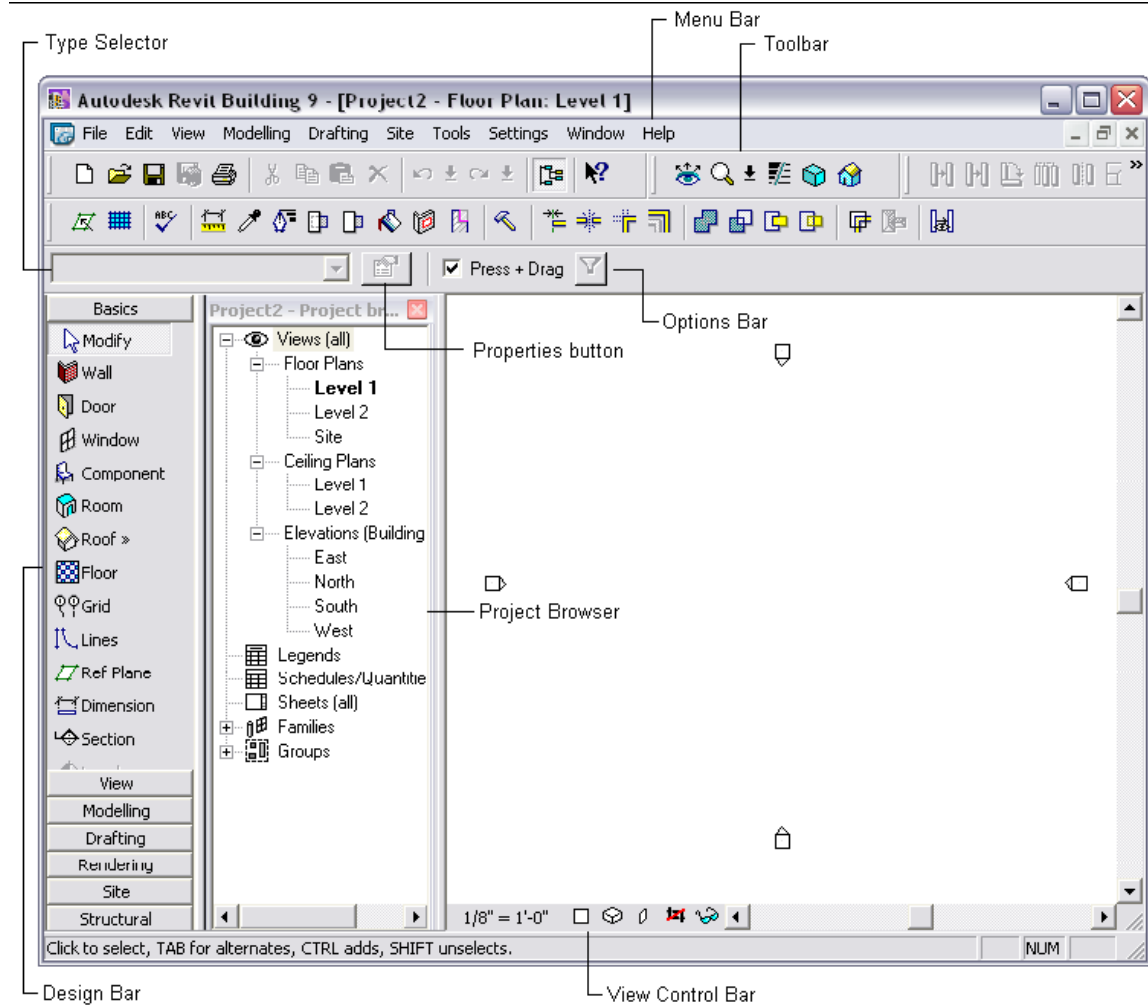 Menu Bar
Type Selector
Toolbar
Autodesk Revit Building 9 - [Project2 - Floor Plan: Level 1]
File Edit View Modelling Drafting Site Tools Settings Window Help
ABC
Press + Drag
Options Bar
Properties button
Basics
Modify
Wall
Door
Window
Component
Room
Roof »
Floor
Grid
Lines
Ref Plane
Dimension
Section
View
Modelling
Drafting
Rendering
Site
Structural
Project2 - Project br...
Views (all)
Floor Plans
Level 1
Level 2
Site
Ceiling Plans
Level 1
Level 2
Elevations (Building
East
North
South
West
Legends
Schedules/Quantitie
Sheets (all)
Families
Groups
Project Browser
1/8" = 1'-0"
Click to select, TAB for alternates, CTRL adds, SHIFT unselects.
NUM
Design Bar
View Control Bar